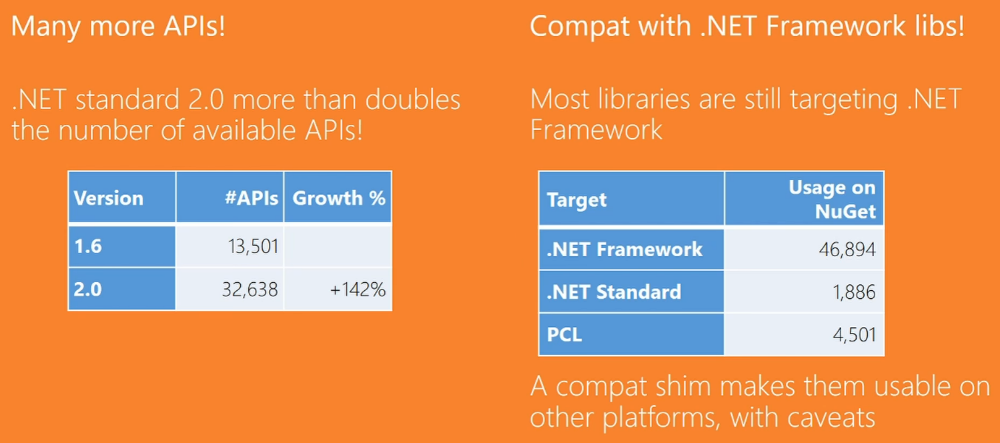 Many more APIs!
.NET standard 2.0 more than doubles
the number of available APIs!
Version #APIs Growth %
1.6 13,501
2.0 32,638 +142%
Compat with .NET Framework libs!
Most libraries are still targeting .NET
Framework
Target Usage on
NuGet
.NET Framework 46,894
.NET Standard 1,886
PCL 4,501
A compat shim makes them usable on
other platforms, with caveats